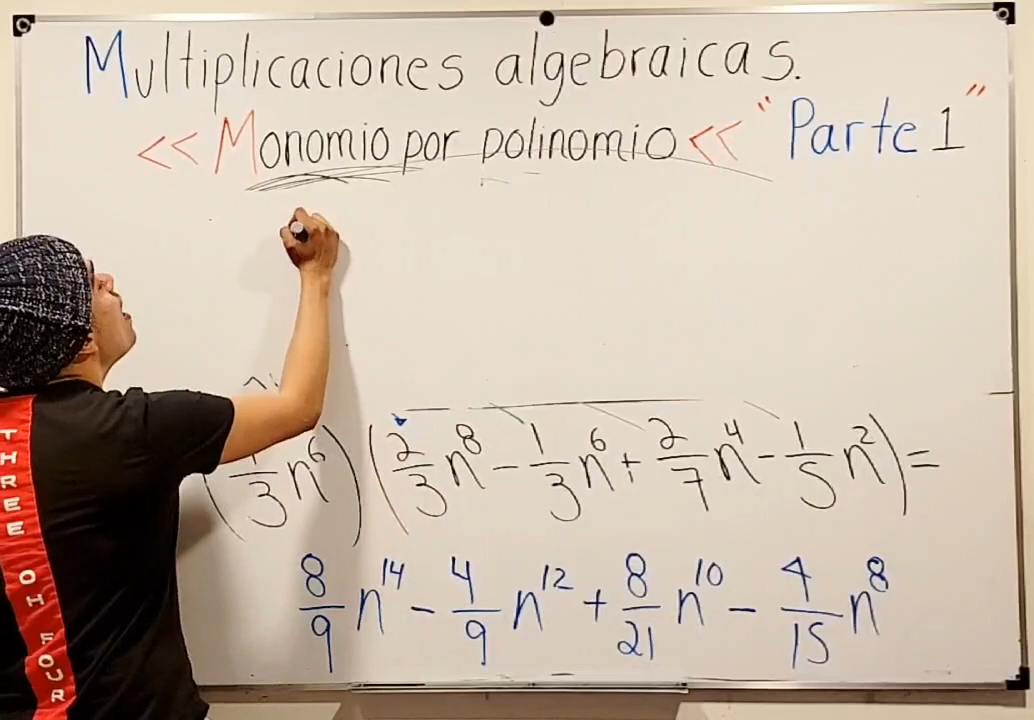 Multiplicaciones algebraicas.
<< Monomio por polinomio << "Parte 1"
( /3 n⁶) (2/3 n⁸ - 1/3 n⁶ + 2/7 n⁴ - 1/5 n²) =
8/9 n¹⁴ - 4/9 n¹² + 8/21 n¹⁰ - 4/15 n⁸
THREE OH FOUR